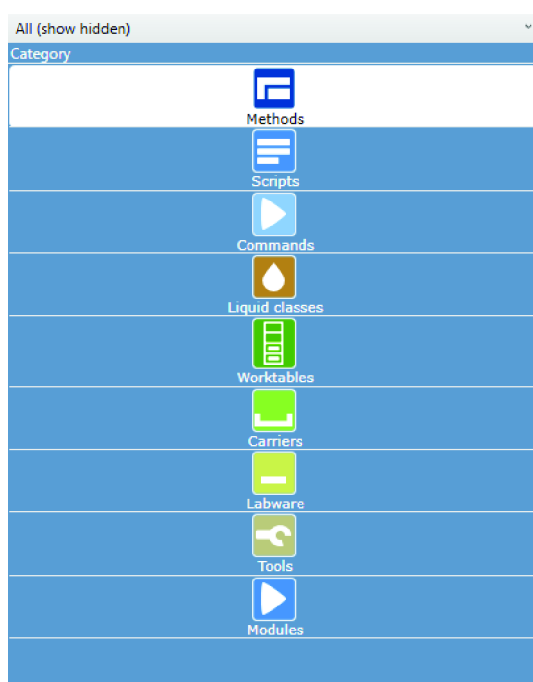 All (show hidden)
Category
Methods
Scripts
Commands
Liquid classes
Worktables
Carriers
Labware
Tools
Modules